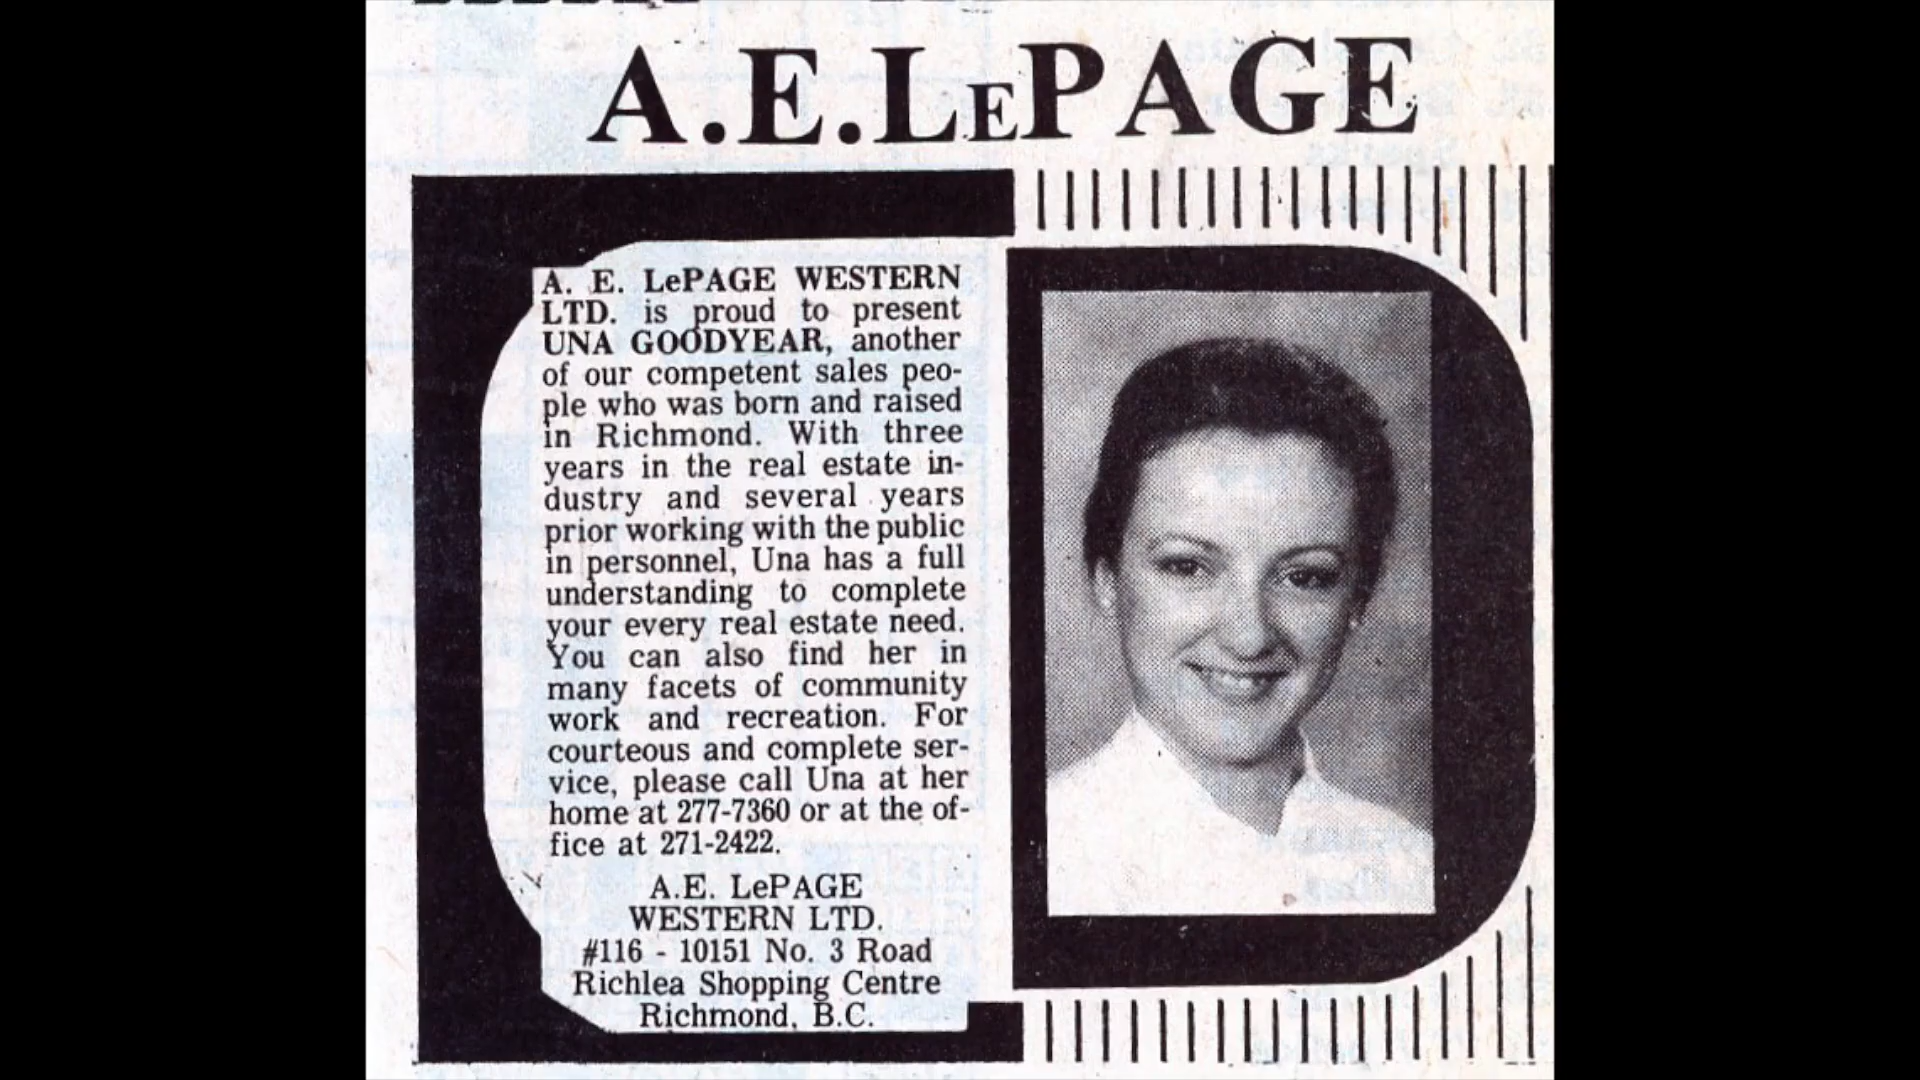 A.E.LEPAGE
A. E. LePAGE WESTERN
LTD. is proud to present
UNA GOODYEAR, another
of our competent sales peo-
ple who was born and raised
in Richmond. With three
years in the real estate in-
dustry and several years
prior working with the public
in personnel, Una has a full
understanding to complete
your every real estate need.
You can also find her in
many facets of community
work and recreation. For
courteous and complete ser-
vice, please call Una at her
home at 277-7360 or at the of-
fice at 271-2422.
A.E. LePAGE
WESTERN LTD.
#116 - 10151 No. 3 Road
Richlea Shopping Centre
Richmond, B.C.